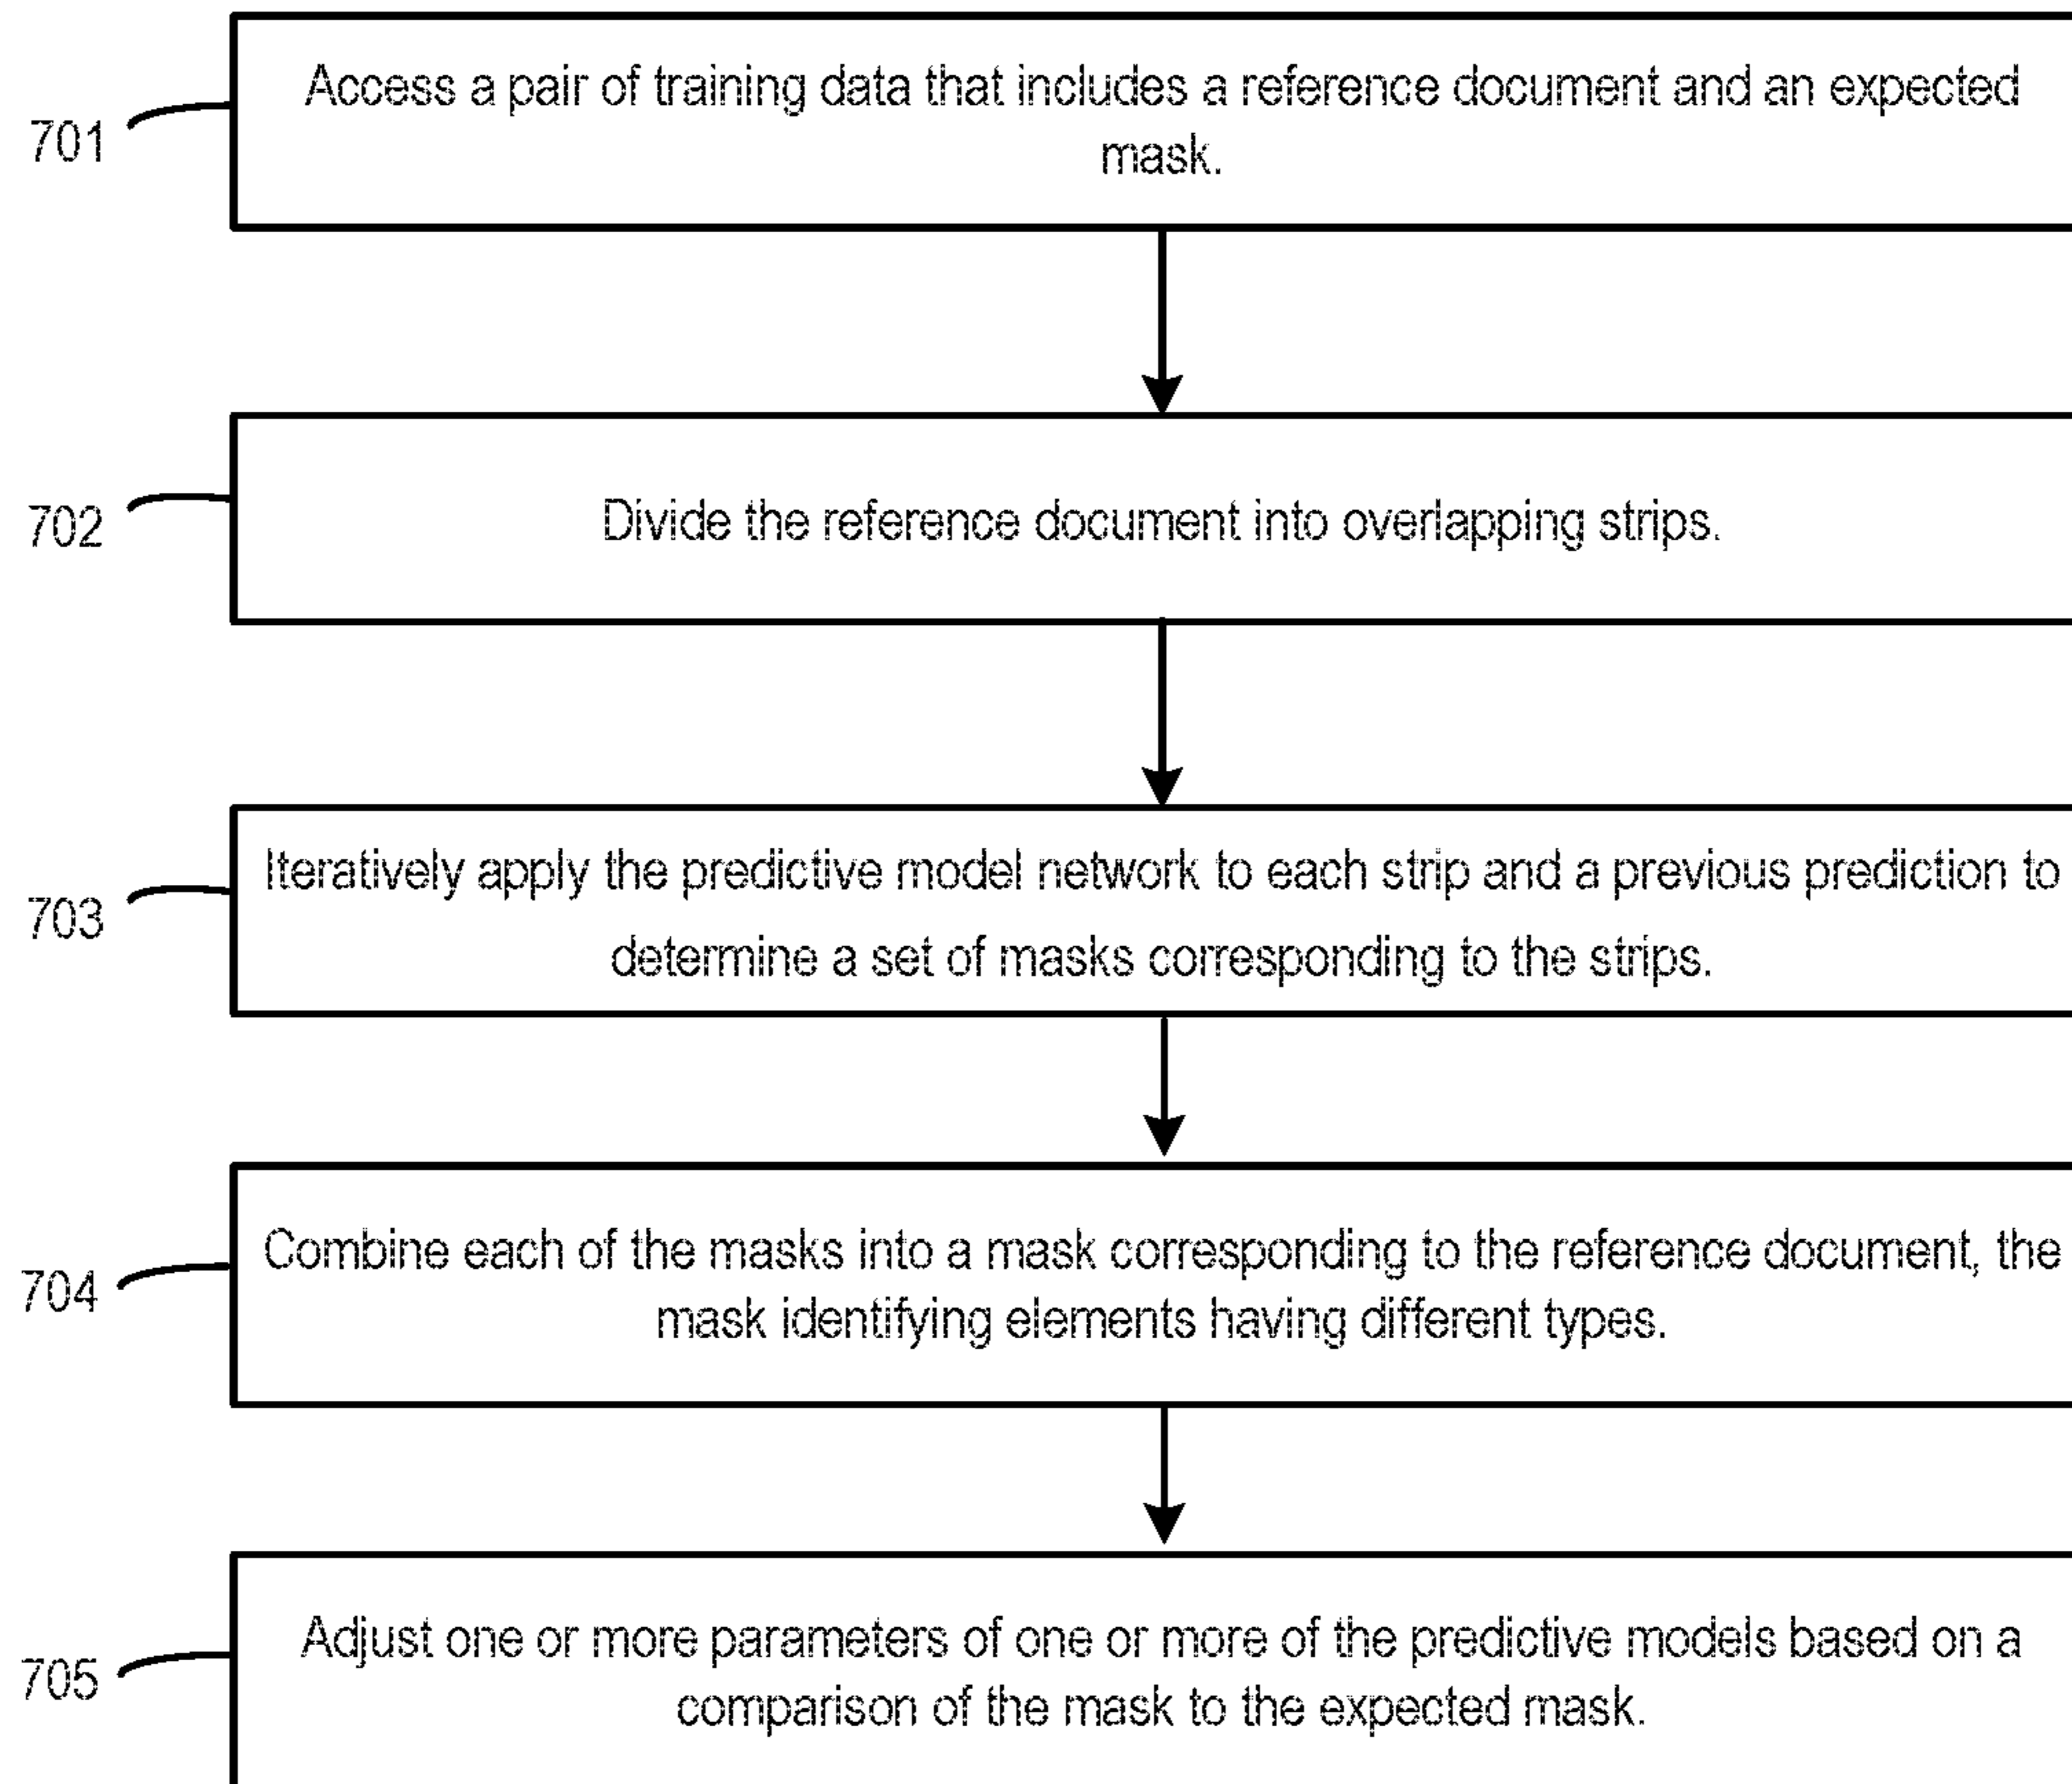 Access a pair of training data that includes a reference document and an expected
mask.
701
Divide the reference document into overlapping strips.
702
Iteratively apply the predictive model network to each strip and a previous prediction to
determine a set of masks corresponding to the strips.
703
Combine each of the masks into a mask corresponding to the reference document, the
mask identifying elements having different types.
704
Adjust one or more parameters of one or more of the predictive models based on a
comparison of the mask to the expected mask.
705